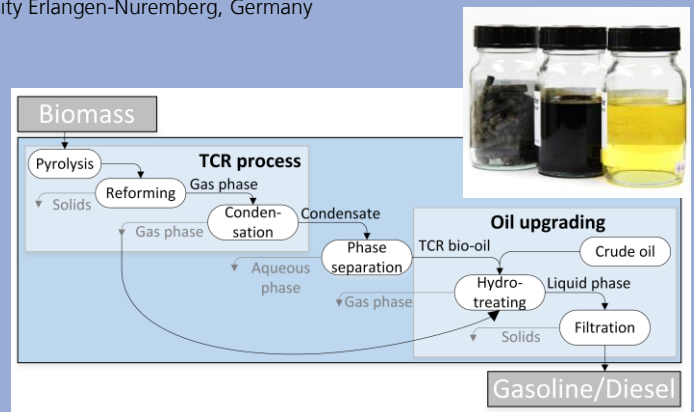 ity Erlangen-Nuremberg, Germany
Biomass
Pyrolysis
TCR process
Reforming
Gas phase
Solids
Conden-
sation
Condensate
Gas phase
Oil upgrading
Phase
separation
TCR bio-oil
Crude oil
Aqueous
phase
Hydro-
treating
Liquid phase
Gas phase
Filtration
Solids
Gasoline/Diesel